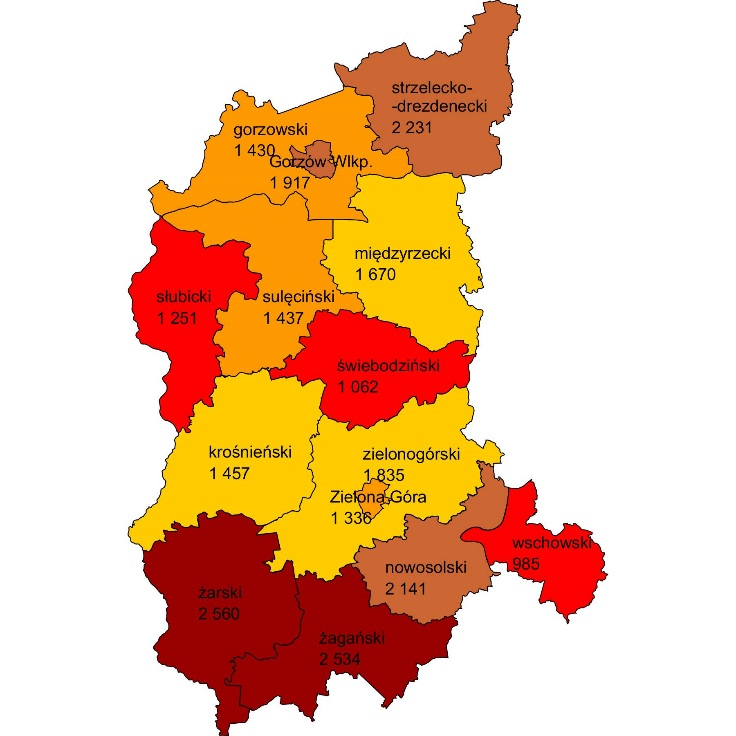 strzelecko-
-drezdenecki
2 231
gorzowski
1 430
Gorzów Wlkp.
1 917
międzyrzecki
1 670
słubicki
1 251
sulęciński
1 437
świebodziński
1 062
krośnieński
1 457
zielonogórski
1 835
Zielona Góra
1 336
wschowski
985
nowosolski
2 141
żarski
2 560
żagański
2 534